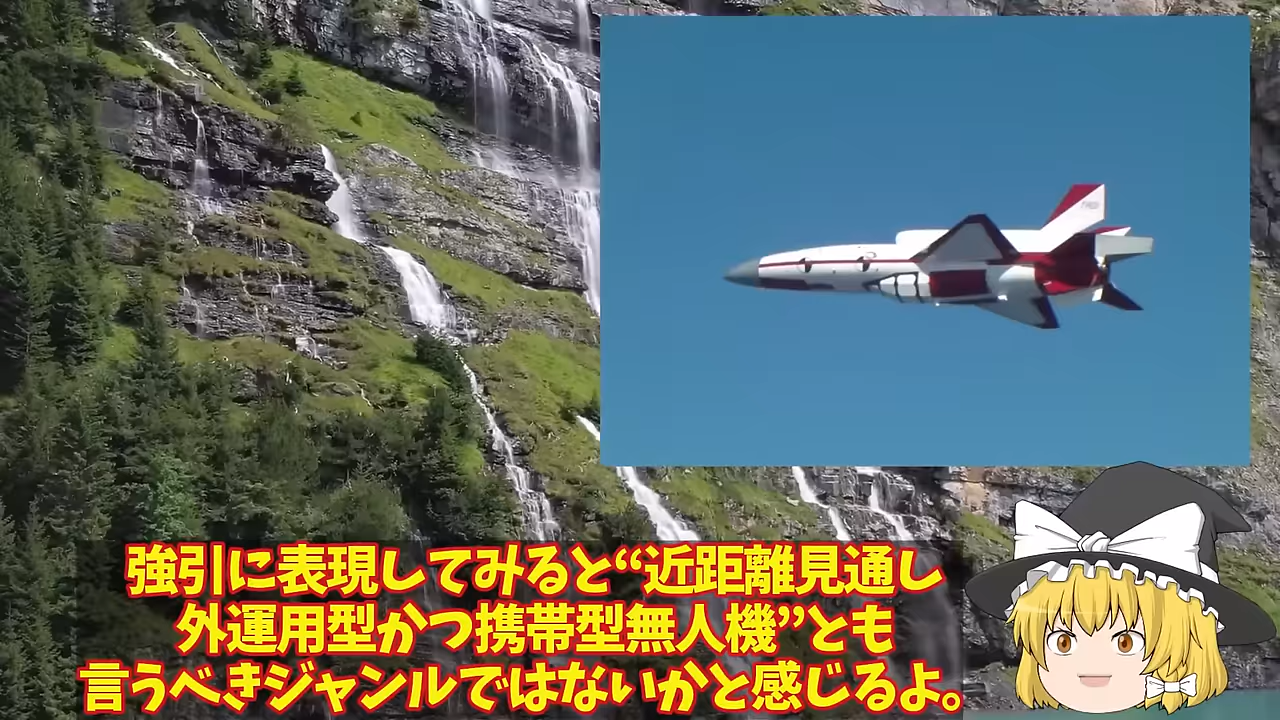 強引に表現してみると“近距離見通し
外運用型かつ携帯型無人機”とも
言うべきジャンルではないかと感じるよ。